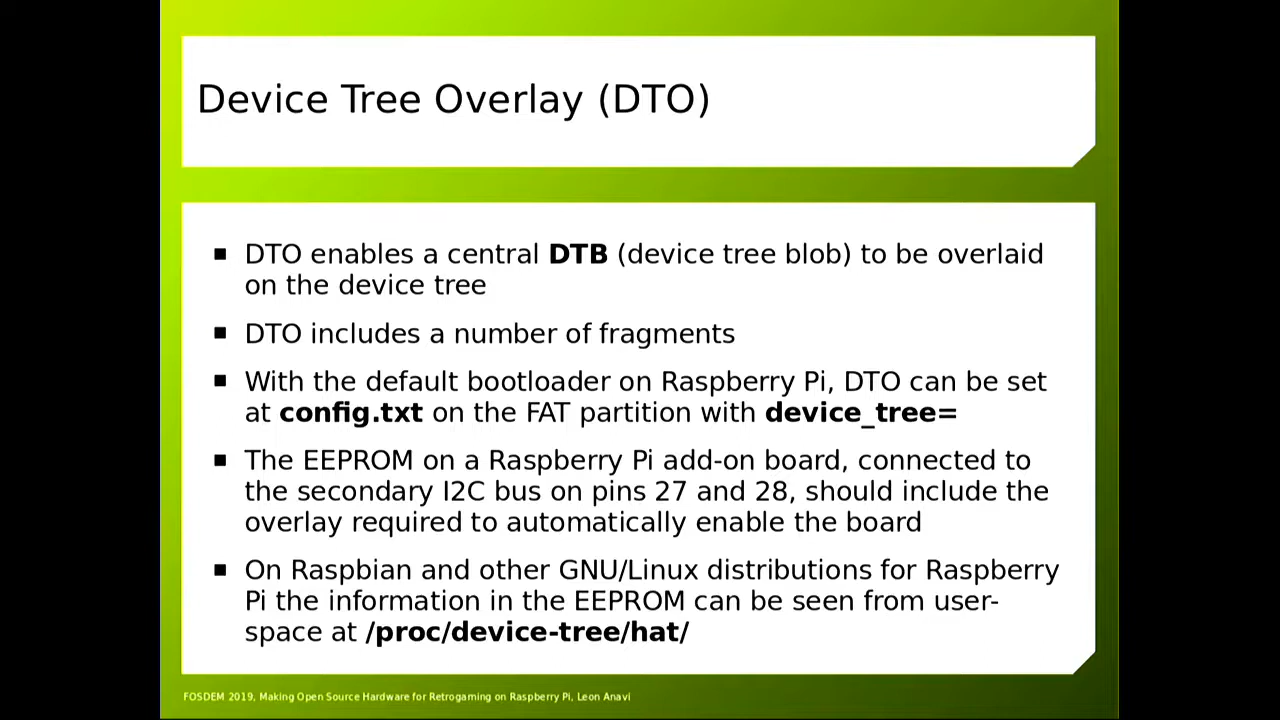 Device Tree Overlay (DTO)
▪ DTO enables a central DTB (device tree blob) to be overlaid
on the device tree
▪ DTO includes a number of fragments
▪ With the default bootloader on Raspberry Pi, DTO can be set
at config.txt on the FAT partition with device_tree=
▪ The EEPROM on a Raspberry Pi add-on board, connected to
the secondary I2C bus on pins 27 and 28, should include the
overlay required to automatically enable the board
▪ On Raspbian and other GNU/Linux distributions for Raspberry
Pi the information in the EEPROM can be seen from user-
space at /proc/device-tree/hat/
FOSDEM 2019, Making Open Source Hardware for Retrogaming on Raspberry Pi, Leon Anavi